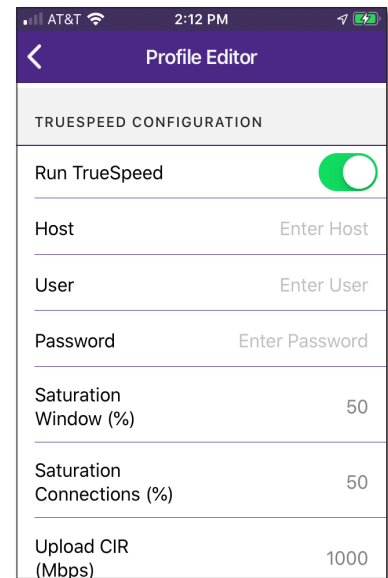 AT&T 2:12 PM
Profile Editor
TRUESPEED CONFIGURATION
Run TrueSpeed
Host Enter Host
User Enter User
Password Enter Password
Saturation
Window (%) 50
Saturation
Connections (%) 50
Upload CIR
(Mbps) 1000